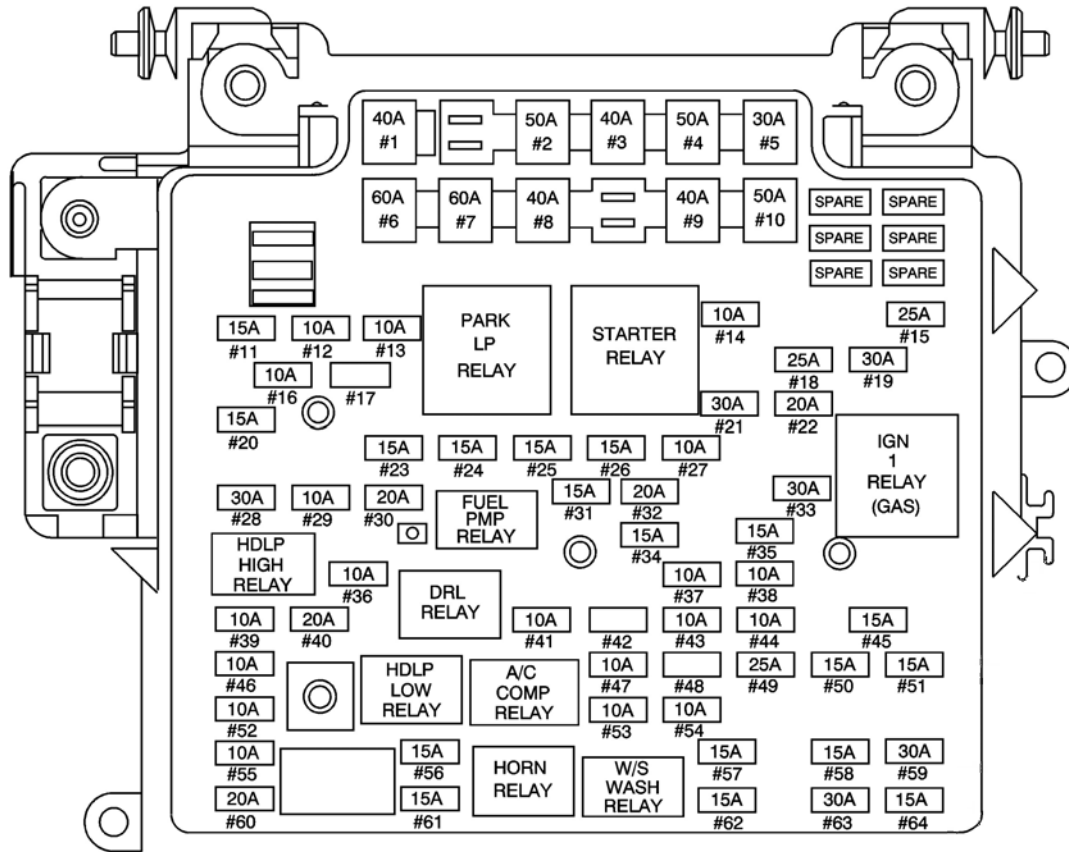 40A 50A 40A 50A 30A
#1 #2 #3 #4 #5
60A 60A 40A 40A 50A
#6 #7 #8 #9 #10
SPARE SPARE
SPARE SPARE
SPARE SPARE
15A 10A 10A
#11 #12 #13
PARK
LP
RELAY
STARTER
RELAY
10A
#14
25A
#15
10A
#16 #17
25A 30A
#18 #19
15A
#20
30A 20A
#21 #22
IGN
1
RELAY
(GAS)
15A 15A 15A 15A 10A
#23 #24 #25 #26 #27
30A 10A 20A
#28 #29 #30
FUEL
PMP
RELAY
15A 20A
#31 #32
30A
#33
15A
#34
15A
#35
HDLP
HIGH
RELAY
10A
#36
DRL
RELAY
10A 10A
#37 #38
10A 20A
#39 #40
10A 10A 10A 15A
#41 #42 #43 #44 #45
10A
#46
HDLP
LOW
RELAY
A/C
COMP
RELAY
10A 25A 15A 15A
#47 #48 #49 #50 #51
10A
#52
10A 10A
#53 #54
10A
#55
15A
#56
HORN
RELAY
W/S
WASH
RELAY
15A 15A 30A
#57 #58 #59
20A
#60
15A
#61
15A 30A 15A
#62 #63 #64